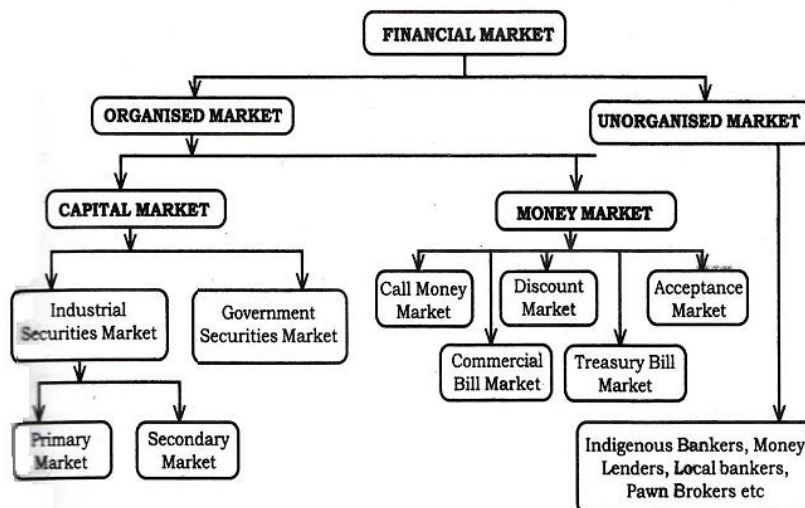 FINANCIAL MARKET
ORGANISED MARKET
UNORGANISED MARKET
CAPITAL MARKET
MONEY MARKET
Industrial
Securities Market
Government
Securities Market
Call Money
Market
Discount
Market
Acceptance
Market
Commercial
Bill Market
Treasury Bill
Market
Primary
Market
Secondary
Market
Indigenous Bankers, Money
Lenders, Local bankers,
Pawn Brokers etc